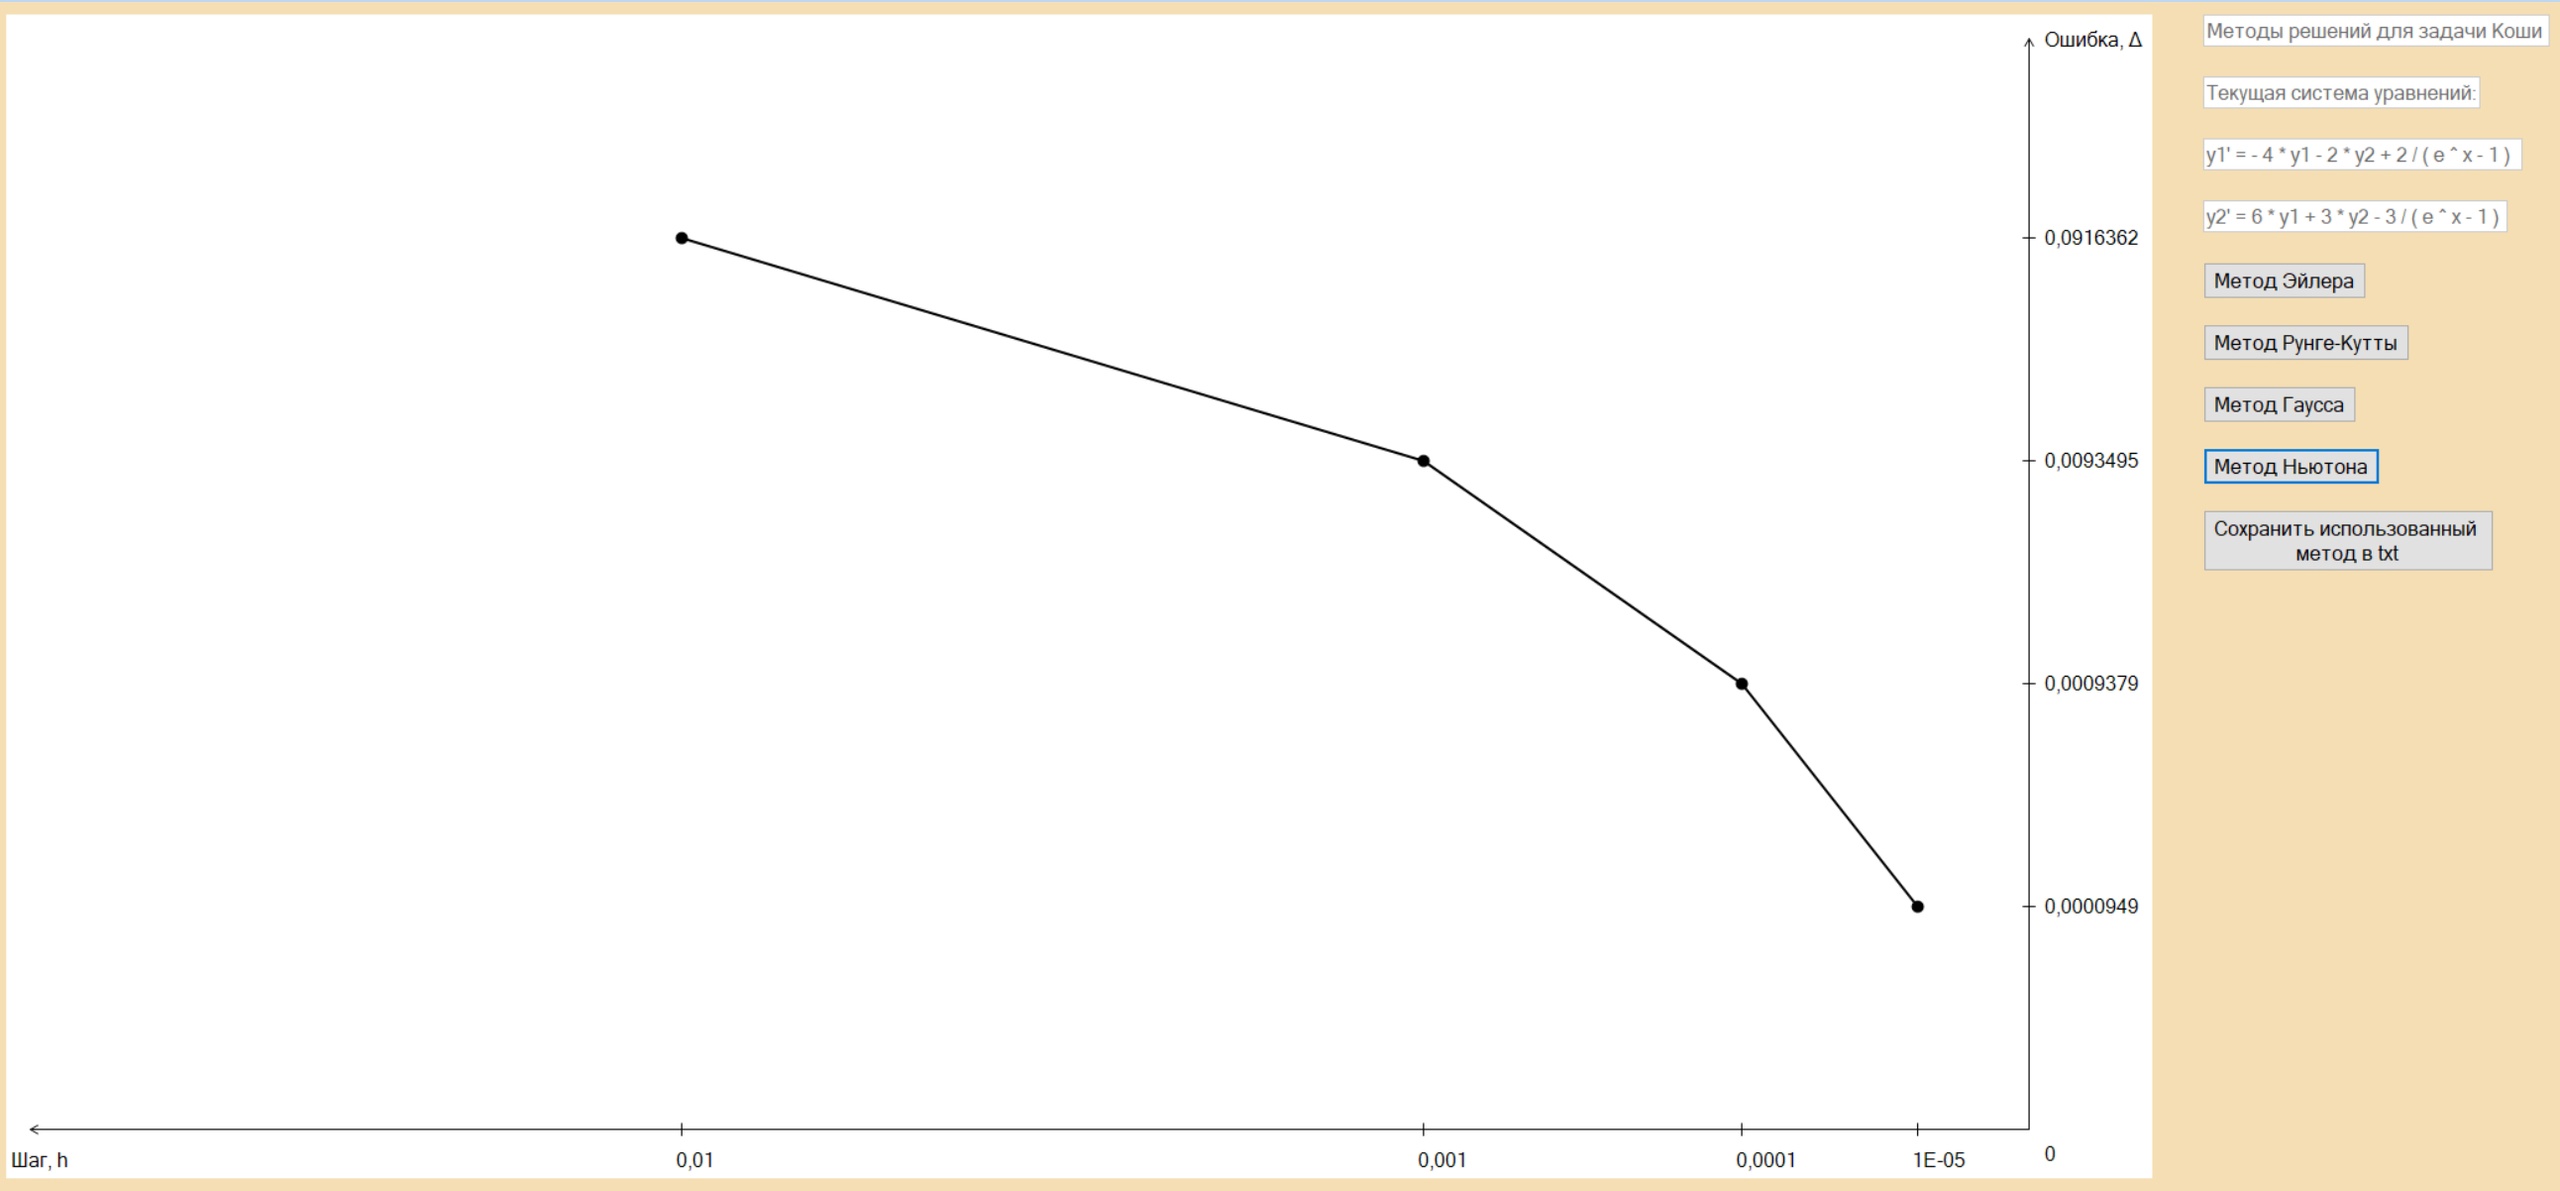 Ошибка, Δ
0,0916362
0,0093495
0,0009379
0,0000949
0
Шаг, h
0,01
0,001
0,0001
1E-05
Методы решений для задачи Коши
Текущая система уравнений:
y1' = - 4 * y1 - 2 * y2 + 2 / ( e ^ x - 1 )
y2' = 6 * y1 + 3 * y2 - 3 / ( e ^ x - 1 )
Метод Эйлера
Метод Рунге-Кутты
Метод Гаусса
Метод Ньютона
Сохранить использованный
метод в txt